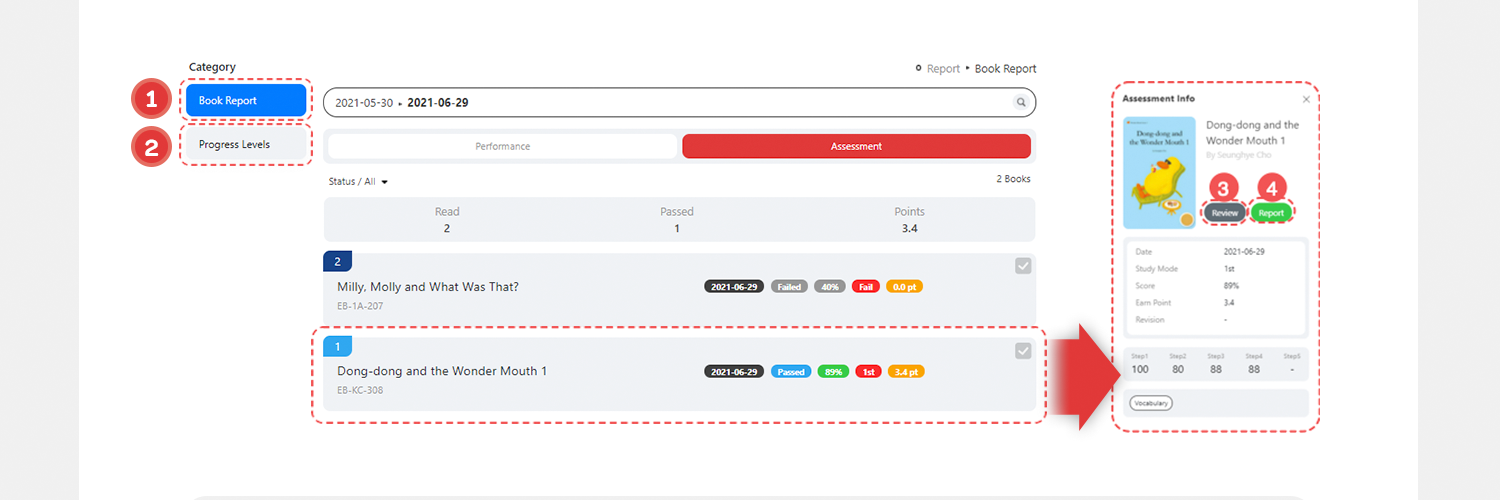 Category
1
Book Report
2
Progress Levels
Report ‣ Book Report
2021-05-30 ‣ 2021-06-29
Performance
Assessment
Status / All
2 Books
Read
Passed
Points
2
1
3.4
2
Milly, Molly and What Was That?
EB-1A-207
2021-06-29
Failed
40%
Fail
0.0 pt
1
Dong-dong and the Wonder Mouth 1
EB-KC-308
2021-06-29
Passed
89%
1st
3.4 pt
Assessment Info
Dong-dong and
the Wonder Mouth 1
Dong-dong and the
Wonder Mouth 1
By Seunghye Cho
3
4
Review
Report
Date 2021-06-29
Study Mode 1st
Score 89%
Earn Point 3.4
Revision -
Step1 Step2 Step3 Step4 Step5
100 80 88 88 -
Vocabulary